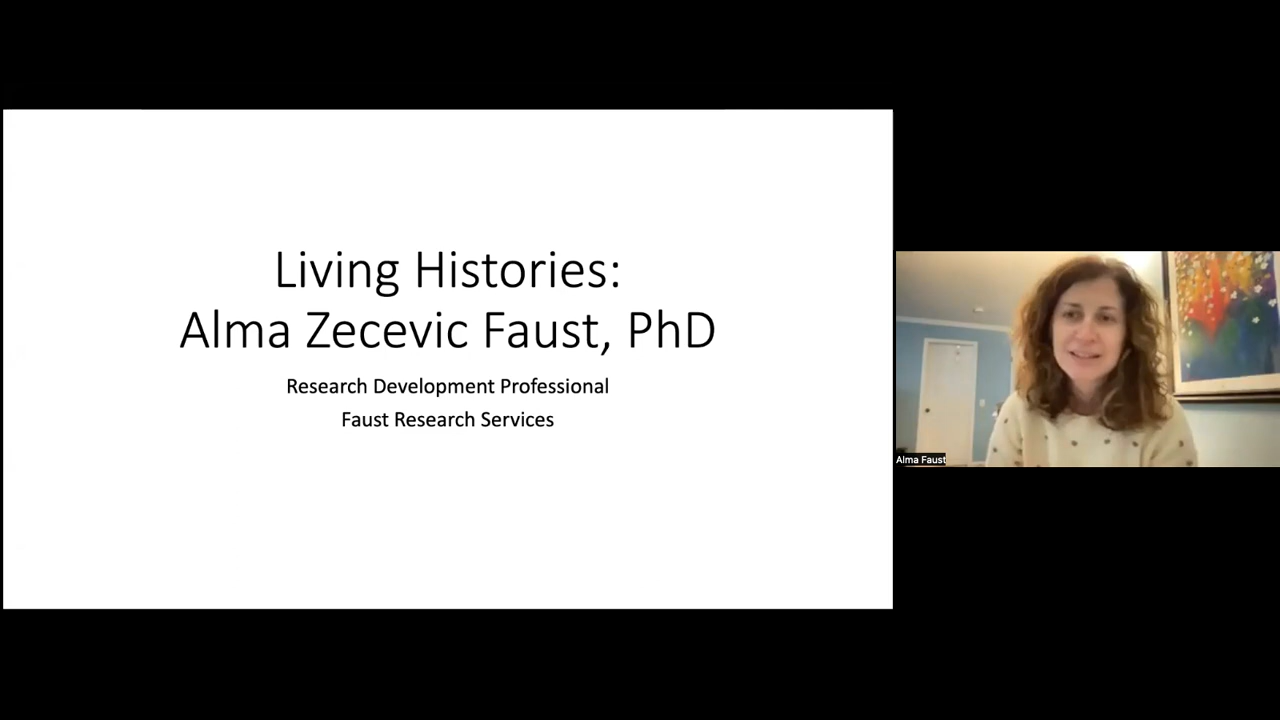 Living Histories:
Alma Zecevic Faust, PhD
Research Development Professional
Faust Research Services
Alma Faust